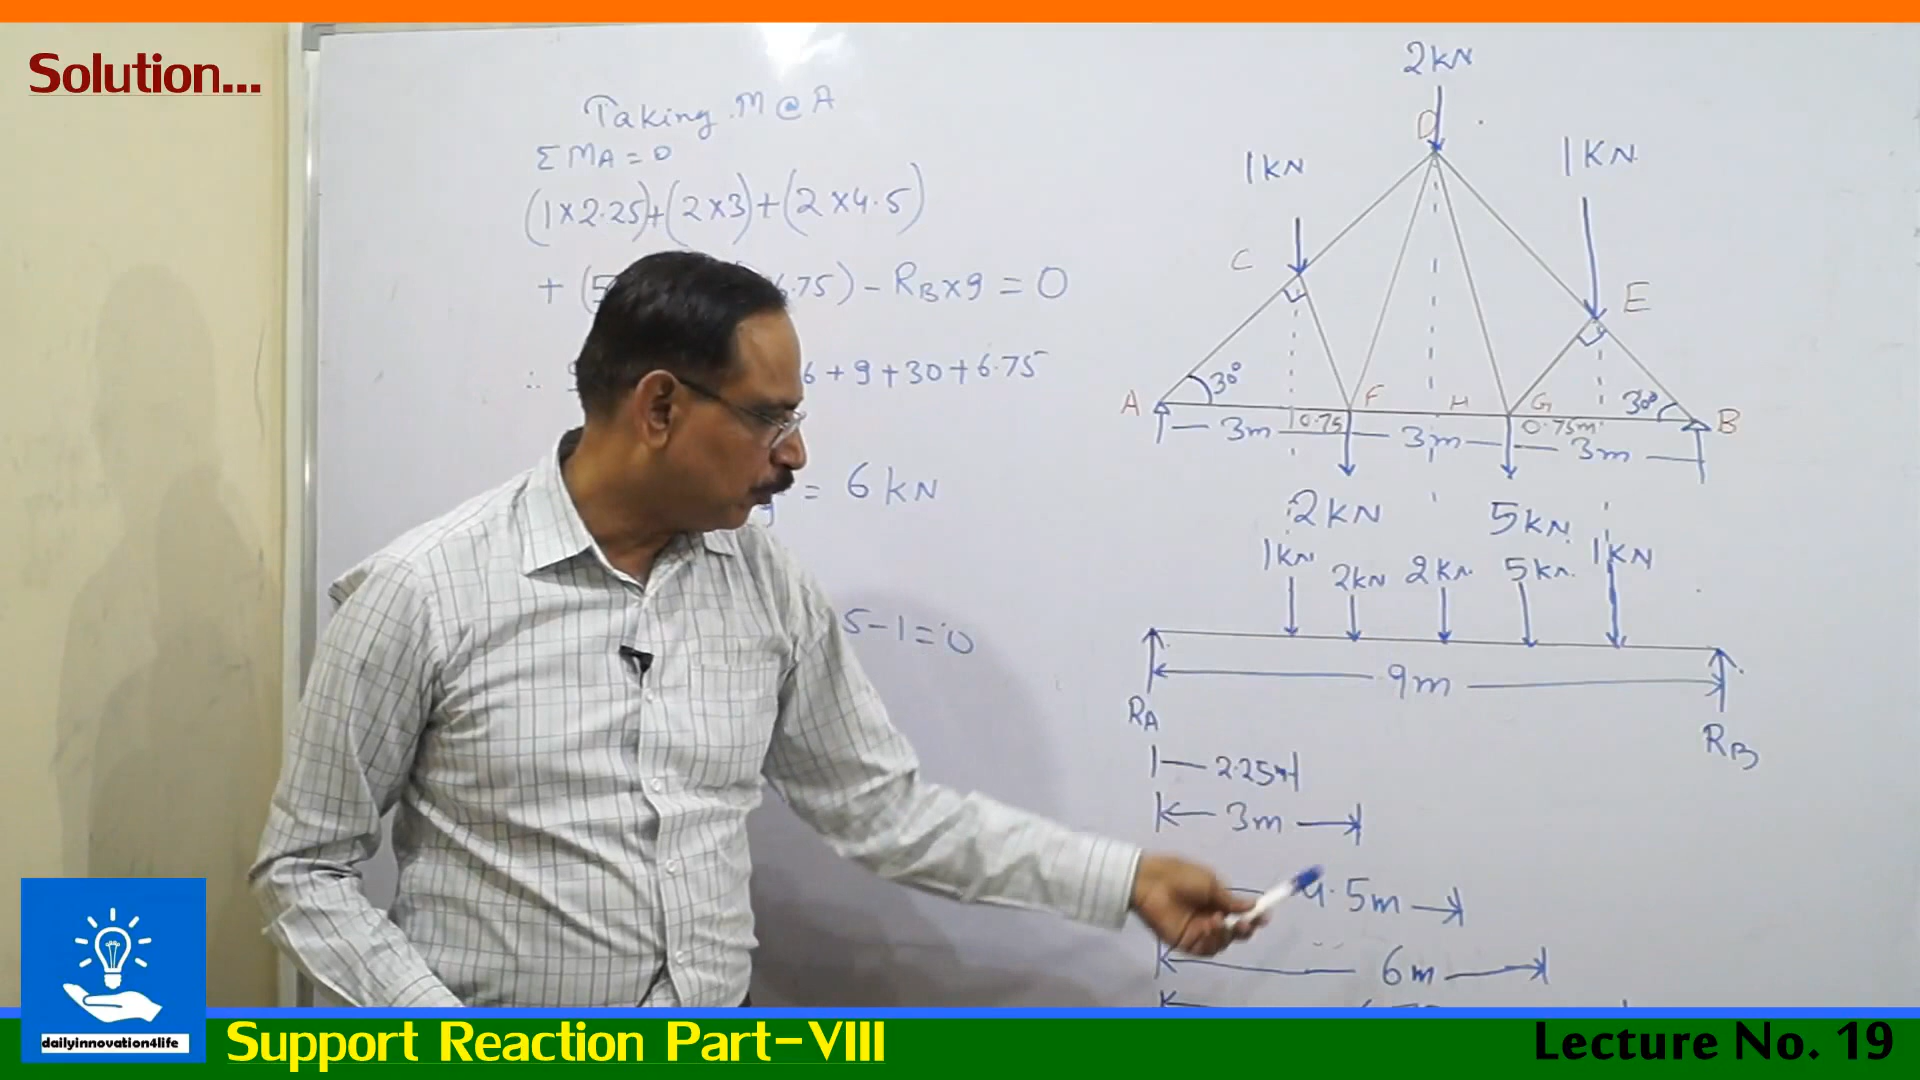 Solution...
Taking M @ A
ΣMA = 0
(1×2.25)+(2×3)+(2×4.5)
+ (5 6.75) - RB×9 = 0
∴ 9 6+9+30+6.75
9 = 6 kN
5-1=0
2kN
D
1kN
1KN
C
E
A 30° F H G 30° B
3m 0.75 3m 0.75m 3m
2kN 5kN
1kN 2kN 2kN 5kN 1kN
9m
RA
RB
2.25m
3m
4.5m
6m
dailyinnovation4life
Support Reaction Part-VIII
Lecture No. 19